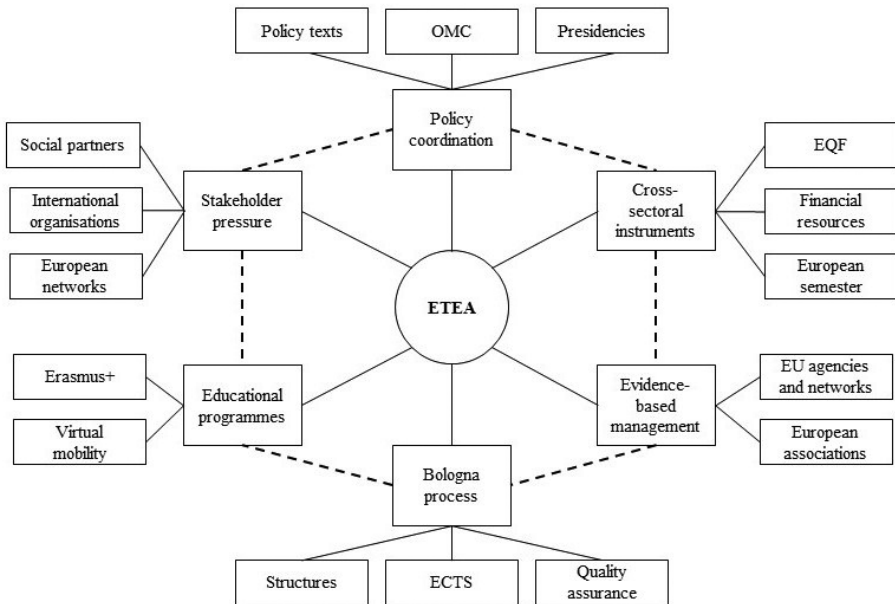 Policy texts
OMC
Presidencies
Policy
coordination
Social partners
International
organisations
European
networks
Stakeholder
pressure
Cross-
sectoral
instruments
EQF
Financial
resources
European
semester
ETEA
Erasmus+
Virtual
mobility
Educational
programmes
Evidence-
based
management
EU agencies
and networks
European
associations
Bologna
process
Structures
ECTS
Quality
assurance